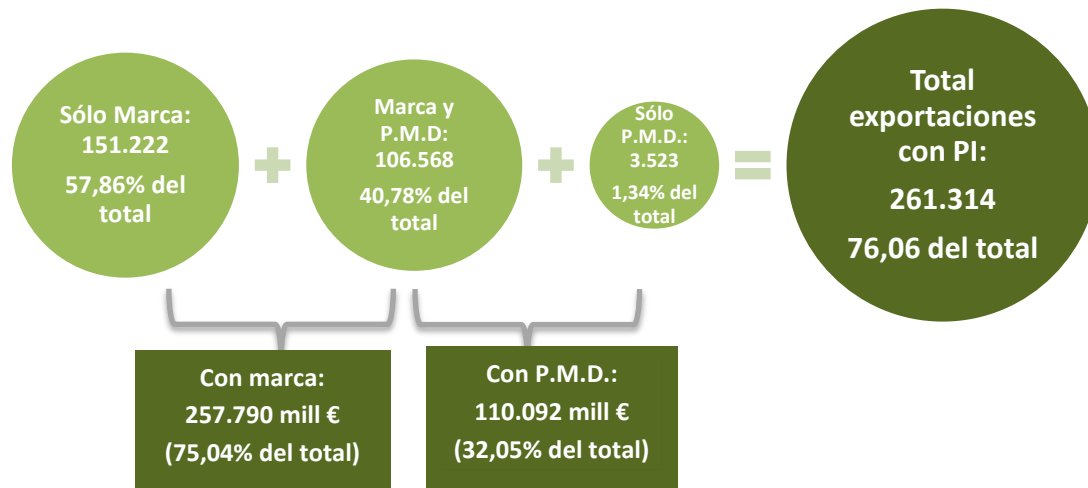 Sólo Marca:
151.222
57,86% del
total
Marca y
P.M.D:
106.568
40,78% del
total
Sólo
P.M.D.:
3.523
1,34% del
total
Total
exportaciones
con PI:
261.314
76,06 del total
Con marca:
257.790 mill €
(75,04% del total)
Con P.M.D.:
110.092 mill €
(32,05% del total)